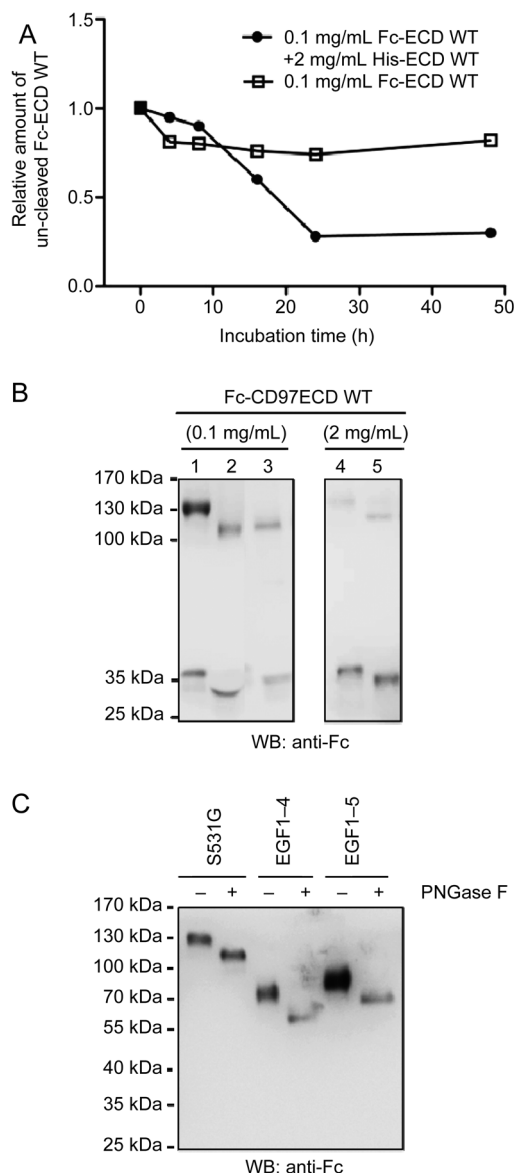 A
Relative amount of
un-cleaved Fc-ECD WT
1.5
1.0
0.5
0.0
0 10 20 30 40 50
Incubation time (h)
0.1 mg/mL Fc-ECD WT
+2 mg/mL His-ECD WT
0.1 mg/mL Fc-ECD WT
B
Fc-CD97ECD WT
(0.1 mg/mL) (2 mg/mL)
1 2 3 4 5
170 kDa
130 kDa
100 kDa
35 kDa
25 kDa
WB: anti-Fc
C
S531G
EGF1–4
EGF1–5
– + – + – + PNGase F
170 kDa
130 kDa
100 kDa
70 kDa
55 kDa
40 kDa
35 kDa
25 kDa
WB: anti-Fc